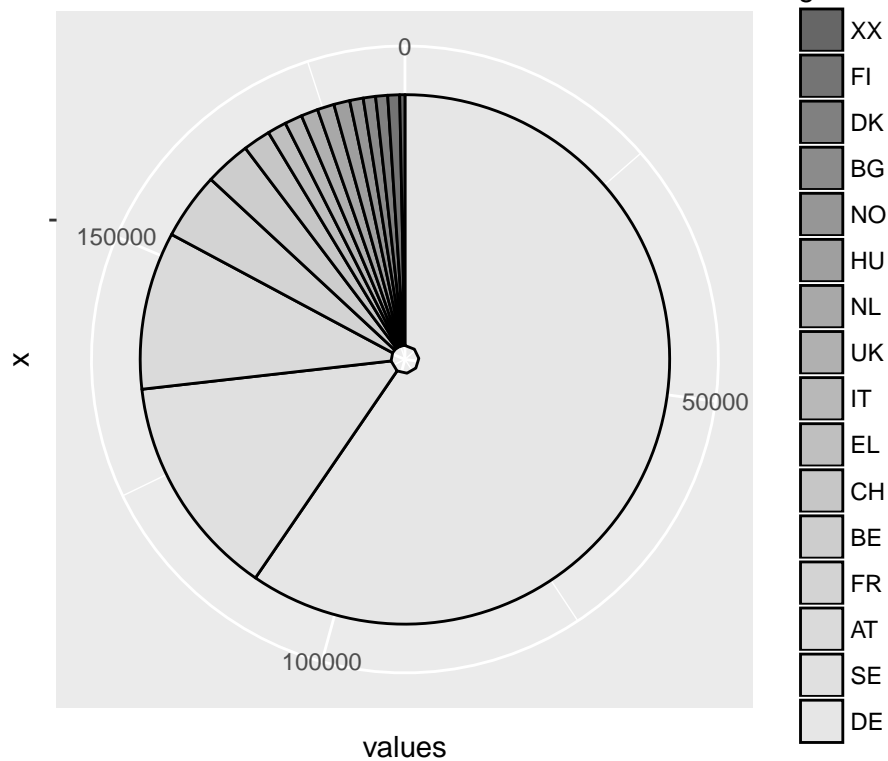 0
50000
100000
150000
x
values
XX
FI
DK
BG
NO
HU
NL
UK
IT
EL
CH
BE
FR
AT
SE
DE